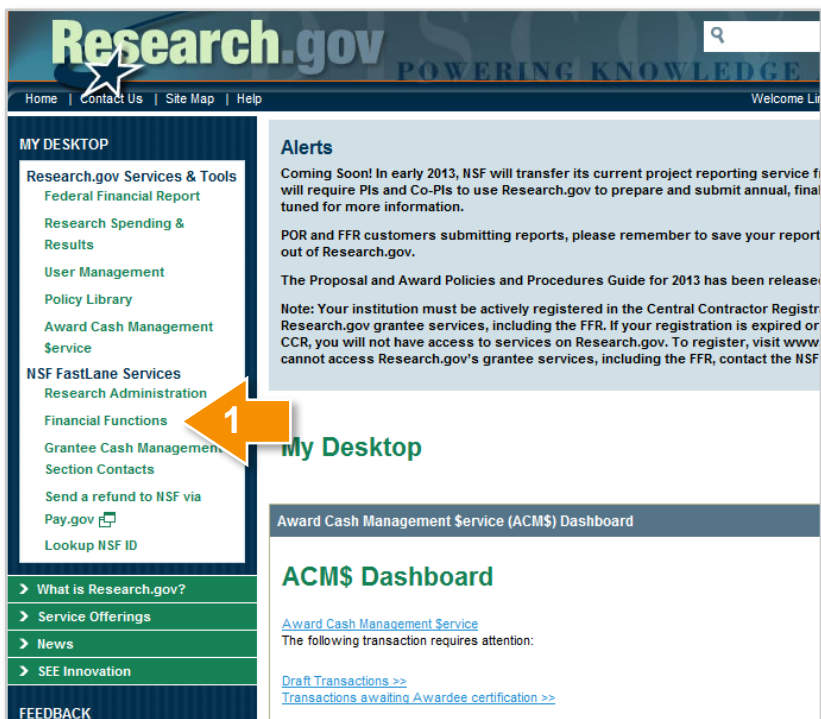 Research.gov
POWERING KNOWLEDGE
Home | Contact Us | Site Map | Help
Welcome
MY DESKTOP
Research.gov Services & Tools
Federal Financial Report
Research Spending &
Results
User Management
Policy Library
Award Cash Management
$ervice
NSF FastLane Services
Research Administration
Financial Functions
1
Grantee Cash Management
Section Contacts
Send a refund to NSF via
Pay.gov
Lookup NSF ID
> What is Research.gov?
> Service Offerings
> News
> SEE Innovation
FEEDBACK
Alerts
Coming Soon! In early 2013, NSF will transfer its current project reporting service
will require PIs and Co-PIs to use Research.gov to prepare and submit annual,
tuned for more information.
POR and FFR customers submitting reports, please remember to save your report
out of Research.gov.
The Proposal and Award Policies and Procedures Guide for 2013 has been released
Note: Your institution must be actively registered in the Central Contractor
Research.gov grantee services, including the FFR. If your registration is expired or
CCR, you will not have access to services on Research.gov. To register, visit www
cannot access Research.gov's grantee services, including the FFR, contact the NSF
My Desktop
Award Cash Management $ervice (ACM$) Dashboard
ACM$ Dashboard
Award Cash Management $ervice
The following transaction requires attention:
Draft Transactions >>
Transactions awaiting Awardee certification >>